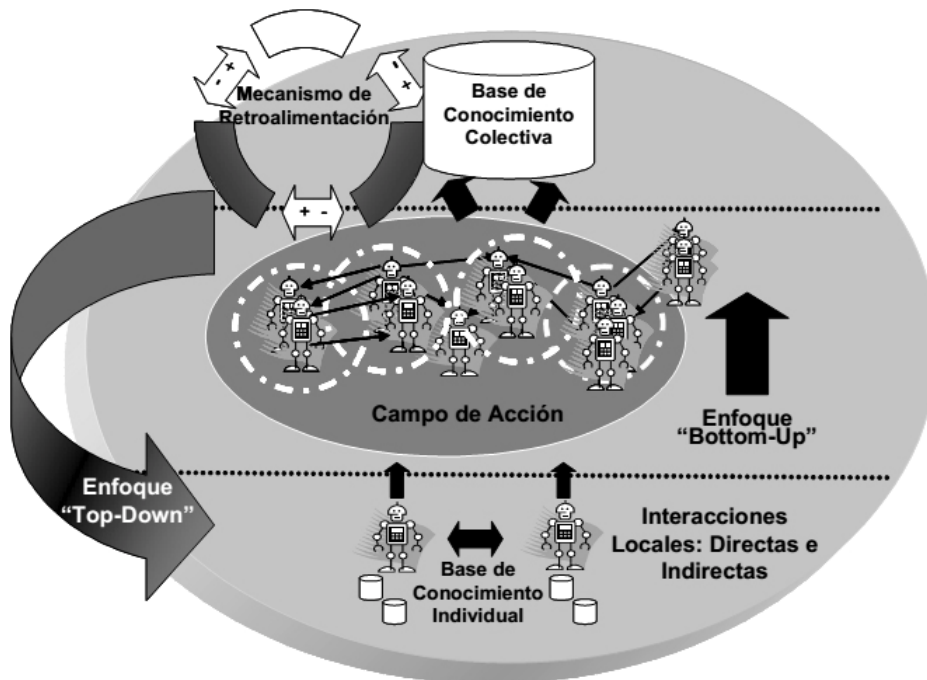 +
-
-
+
Mecanismo de
Retroalimentación
+ -
Base de
Conocimiento
Colectiva
Campo de Acción
Enfoque
“Bottom-Up”
Enfoque
“Top-Down”
Base de
Conocimiento
Individual
Interacciones
Locales: Directas e
Indirectas